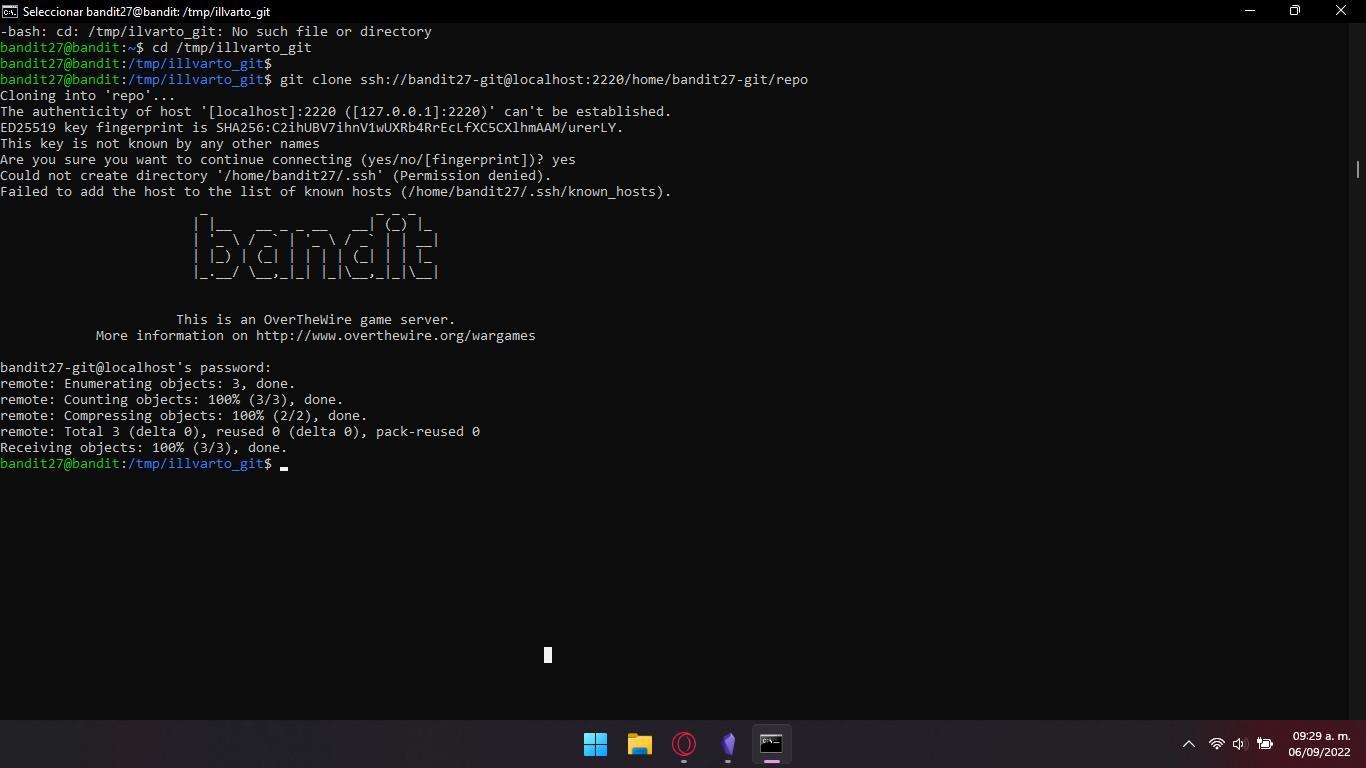 Seleccionar bandit27@bandit: /tmp/illvarto_git
-bash: cd: /tmp/ilvarto_git: No such file or directory
bandit27@bandit:~$ cd /tmp/illvarto_git
bandit27@bandit:/tmp/illvarto_git$
bandit27@bandit:/tmp/illvarto_git$ git clone ssh://bandit27-git@localhost:2220/home/bandit27-git/repo
Cloning into 'repo'...
The authenticity of host '[localhost]:2220 ([127.0.0.1]:2220)' can't be established.
ED25519 key fingerprint is SHA256:C2ihUBV7ihnV1wUXRb4RrEcLfXC5CXlhmAAM/urerLY.
This key is not known by any other names
Are you sure you want to continue connecting (yes/no/[fingerprint])? yes
Could not create directory '/home/bandit27/.ssh' (Permission denied).
Failed to add the host to the list of known hosts (/home/bandit27/.ssh/known_hosts).
bandit
This is an OverTheWire game server.
More information on http://www.overthewire.org/wargames
bandit27-git@localhost's password:
remote: Enumerating objects: 3, done.
remote: Counting objects: 100% (3/3), done.
remote: Compressing objects: 100% (2/2), done.
remote: Total 3 (delta 0), reused 0 (delta 0), pack-reused 0
Receiving objects: 100% (3/3), done.
bandit27@bandit:/tmp/illvarto_git$
09:29 a. m.
06/09/2022